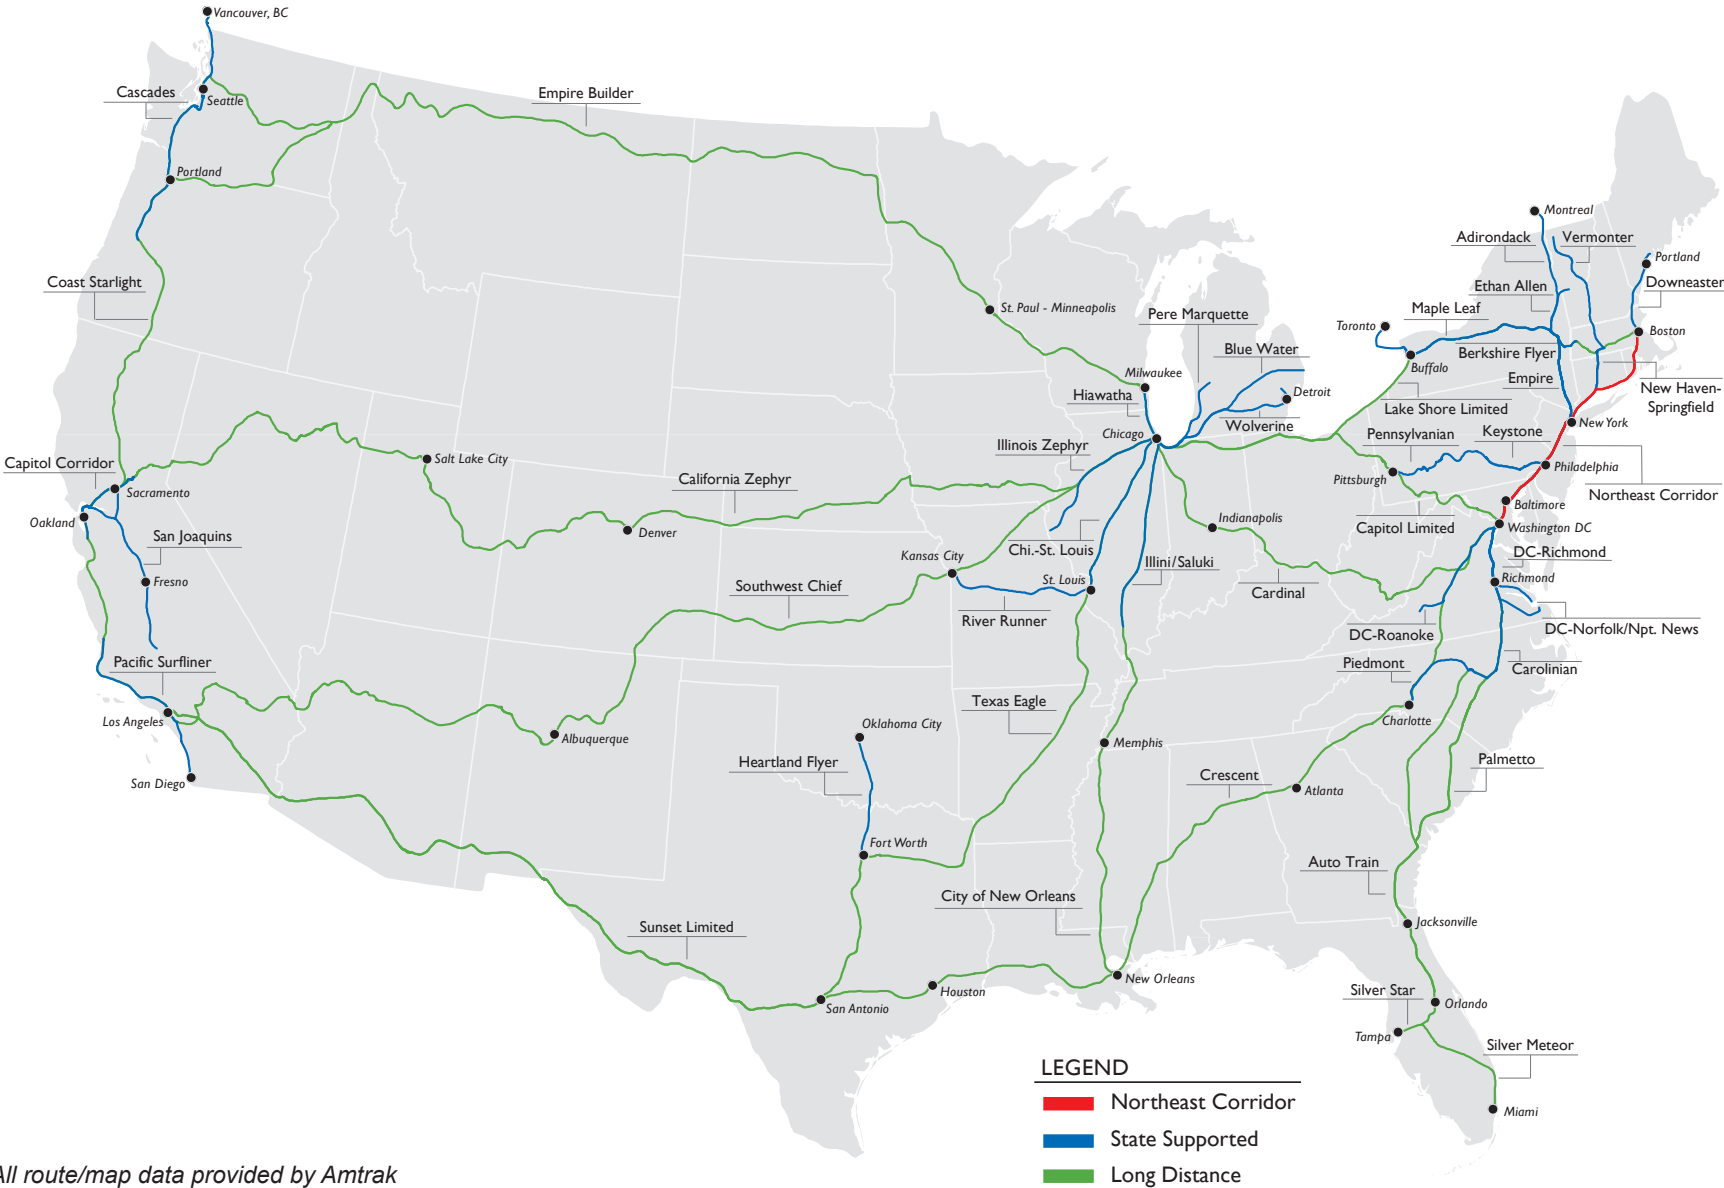 Vancouver, BC
Cascades
Seattle
Empire Builder
Portland
Coast Starlight
St. Paul - Minneapolis
Montreal
Adirondack
Vermonter
Portland
Downeaster
Ethan Allen
Maple Leaf
Toronto
Boston
Berkshire Flyer
Buffalo
Empire
New Haven-
Springfield
Lake Shore Limited
New York
Pere Marquette
Blue Water
Milwaukee
Detroit
Hiawatha
Wolverine
Chicago
Illinois Zephyr
Pennsylvanian
Keystone
Philadelphia
Pittsburgh
Northeast Corridor
Baltimore
Capitol Limited
Washington DC
Capitol Corridor
Sacramento
Oakland
Salt Lake City
California Zephyr
Denver
San Joaquins
Fresno
Indianapolis
Kansas City
Chi.-St. Louis
St. Louis
Illini/Saluki
Cardinal
DC-Richmond
Richmond
Southwest Chief
River Runner
DC-Roanoke
DC-Norfolk/Npt. News
Piedmont
Carolinian
Pacific Surfliner
Los Angeles
San Diego
Albuquerque
Oklahoma City
Texas Eagle
Heartland Flyer
Memphis
Charlotte
Crescent
Atlanta
Palmetto
Fort Worth
Auto Train
City of New Orleans
Jacksonville
Sunset Limited
New Orleans
Houston
San Antonio
Silver Star
Orlando
Tampa
Silver Meteor
Miami
LEGEND
Northeast Corridor
State Supported
Long Distance
All route/map data provided by Amtrak